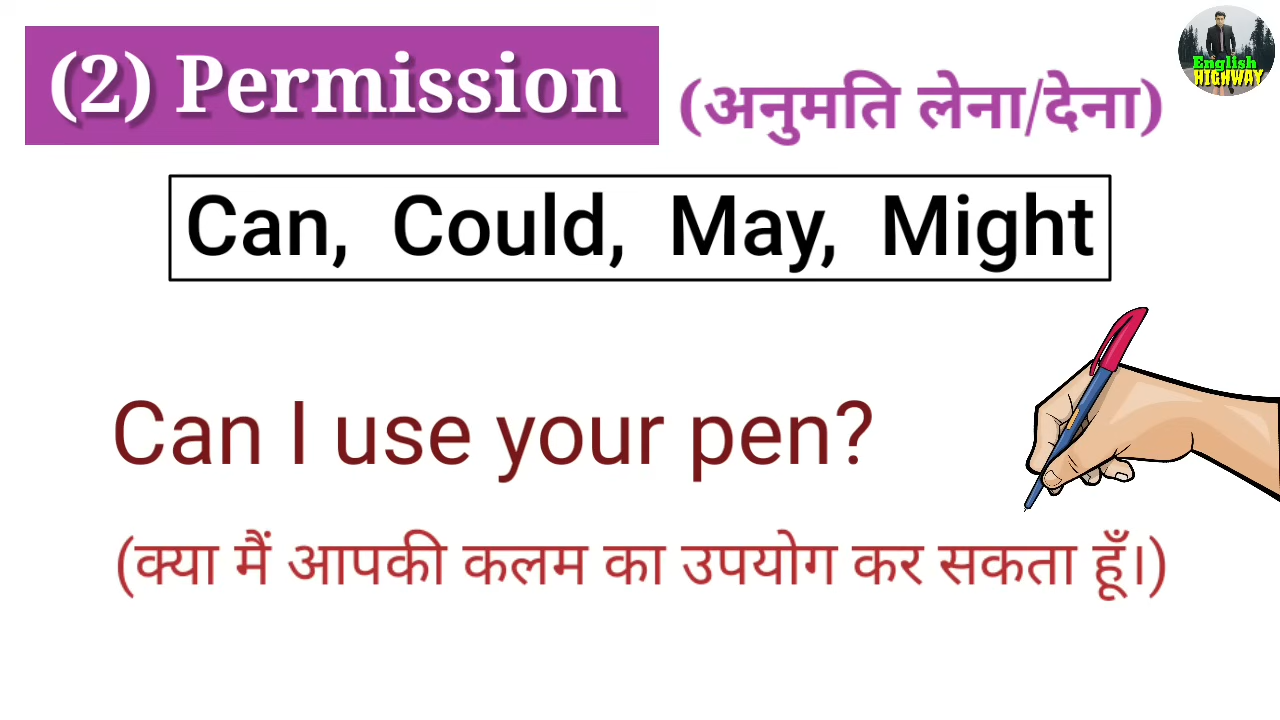 (2) Permission (अनुमति लेना/देना)
English
HIGHWAY
Can, Could, May, Might
Can I use your pen?
(क्या मैं आपकी कलम का उपयोग कर सकता हूँ।)